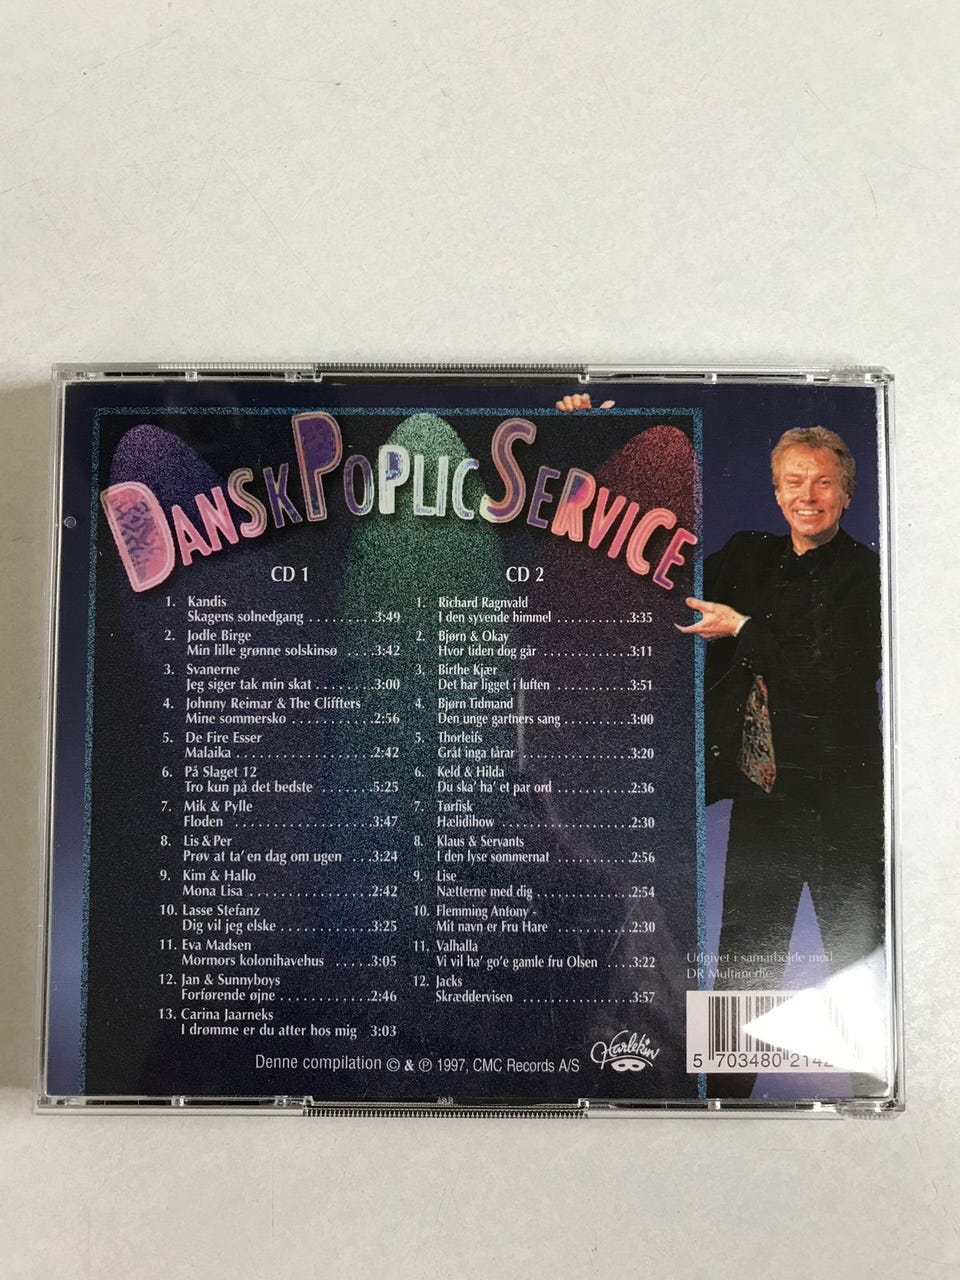 DANSK POPLIC SERVICE
CD 1
1. Kandis
Skagens solnedgang .........3:49
2. Jodle Birge
Min lille grønne solskinsø ....3:42
3. Svanerne
Jeg siger tak min skat ........3:00
4. Johnny Reimar & The Cliffters
Mine sommersko ............2:56
5. De Fire Esser
Malaika ...................2:42
6. På Slaget 12
Tro kun på det bedste .......5:25
7. Mik & Pylle
Floden ...................3:47
8. Lis & Per
Prøv at ta' en dag om ugen ...3:24
9. Kim & Hallo
Mona Lisa .................2:42
10. Lasse Stefanz
Dig vil jeg elske .............3:25
11. Eva Madsen
Mormors kolonihavehus .....3:05
12. Jan & Sunnyboys
Forførende øjne ............2:46
13. Carina Jaarneks
I drømme er du atter hos mig 3:03
CD 2
1. Richard Ragnvald
I den syvende himmel ...........3:35
2. Bjørn & Okay
Hvor tiden dog går .............3:11
3. Birthe Kjær
Det har ligget i luften ...........3:51
4. Bjørn Tidmand
Den unge gartners sang ..........3:00
5. Thorleifs
Gråt inga tårar ................3:20
6. Keld & Hilda
Du ska' ha' et par ord ...........2:36
7. Tørfisk
Hælidihow ...................2:30
8. Klaus & Servants
I den lyse sommernat ...........2:56
9. Lise
Nætterne med dig ..............2:54
10. Flemming Antony -
Mit navn er Fru Hare ...........2:30
11. Valhalla
Vi vil ha' go'e gamle fru Olsen ....3:22
12. Jacks
Skræddervisen ................3:57
Denne compilation © & ℗ 1997, CMC Records A/S
Harlekin
Udgivet i samarbejde med
DR Multimedie
5 703480 2142